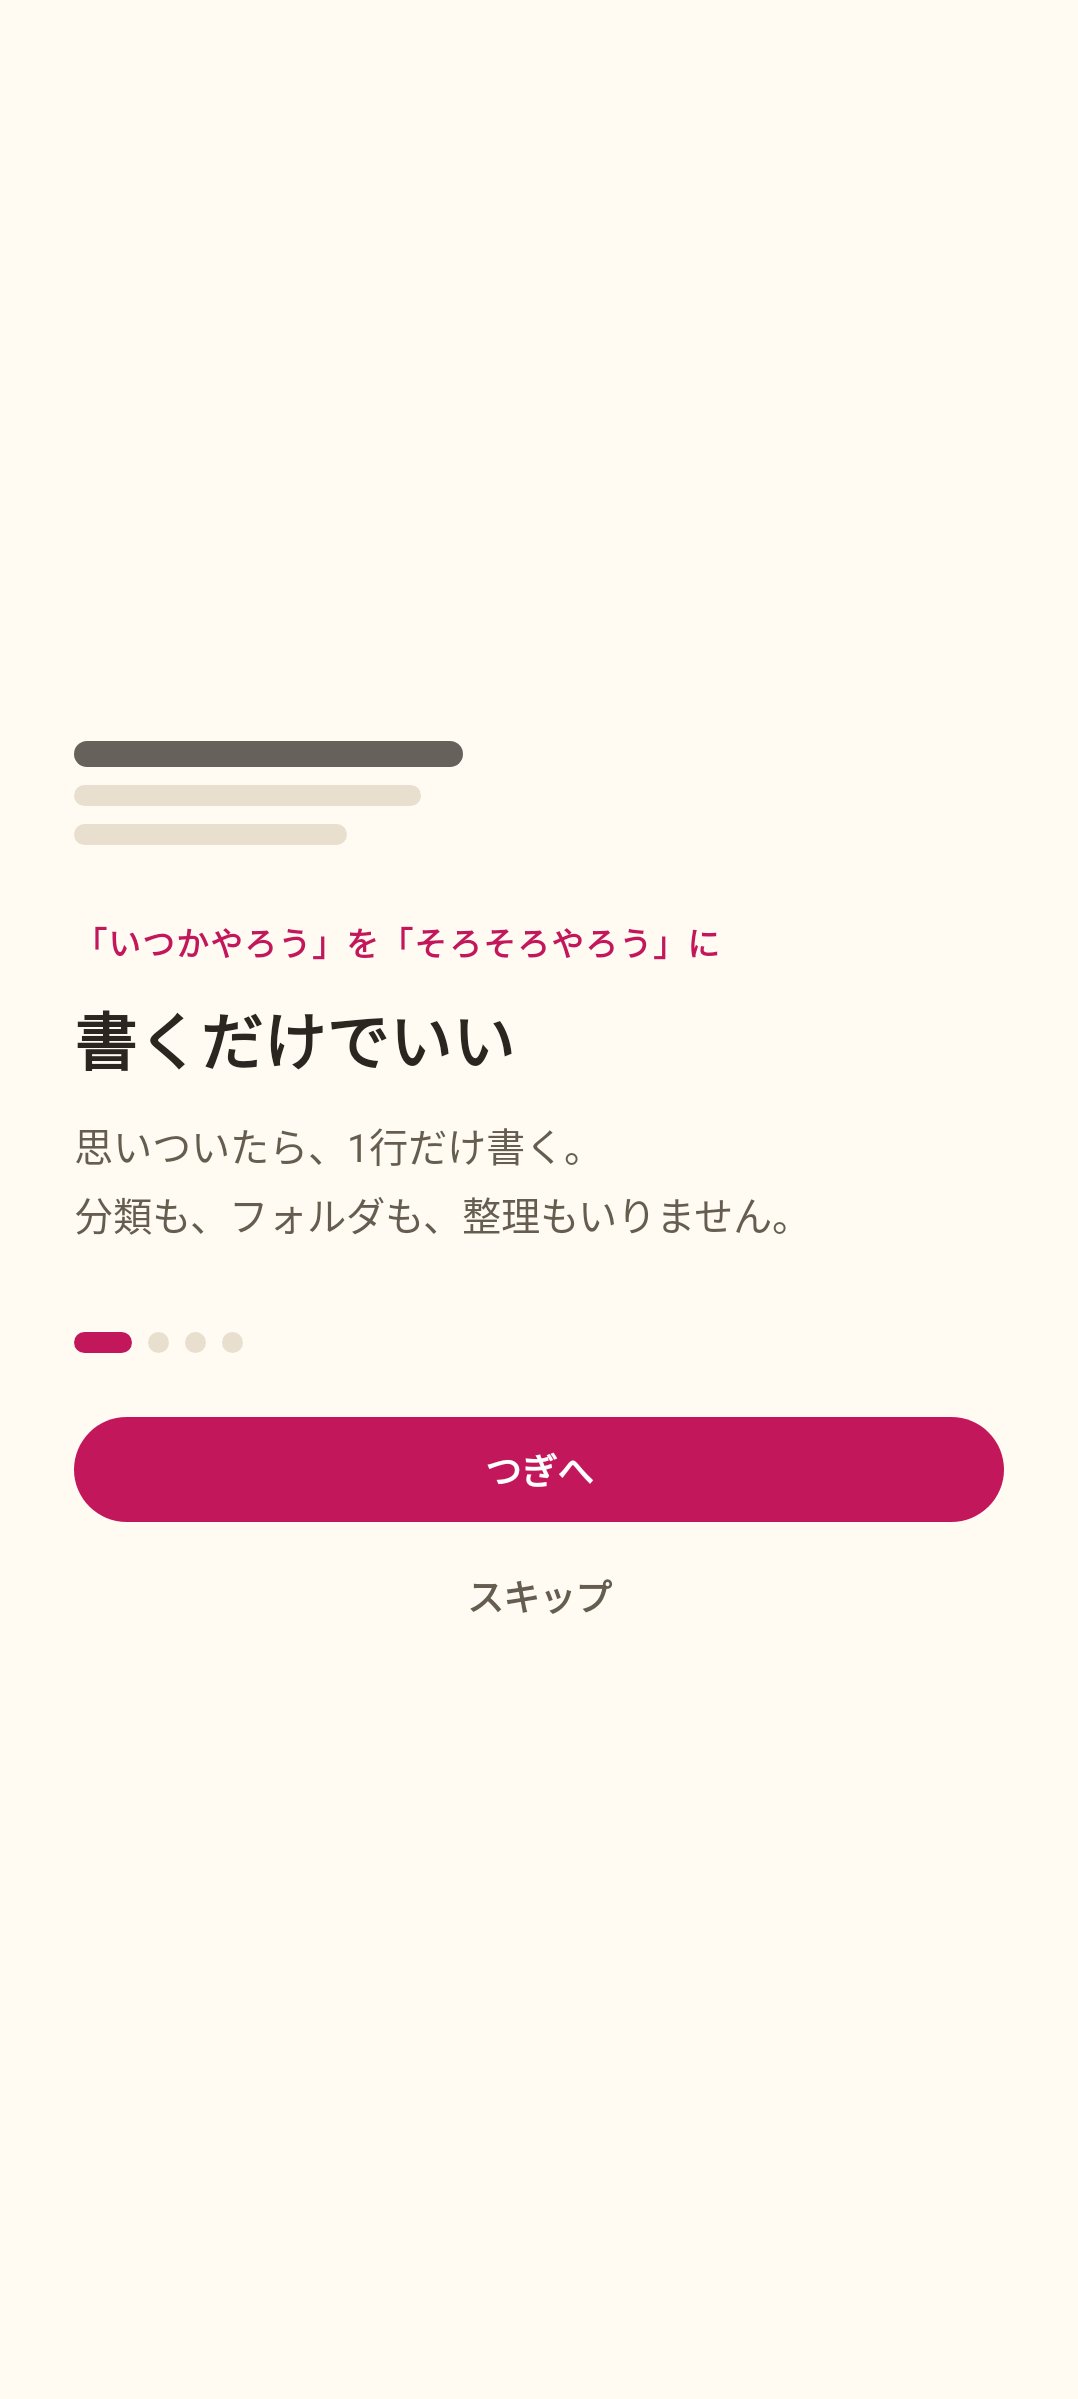 「いつかやろう」を「そろそろやろう」に
書くだけでいい
思いついたら、1行だけ書く。
分類も、フォルダも、整理もいりません。
つぎへ
スキップ